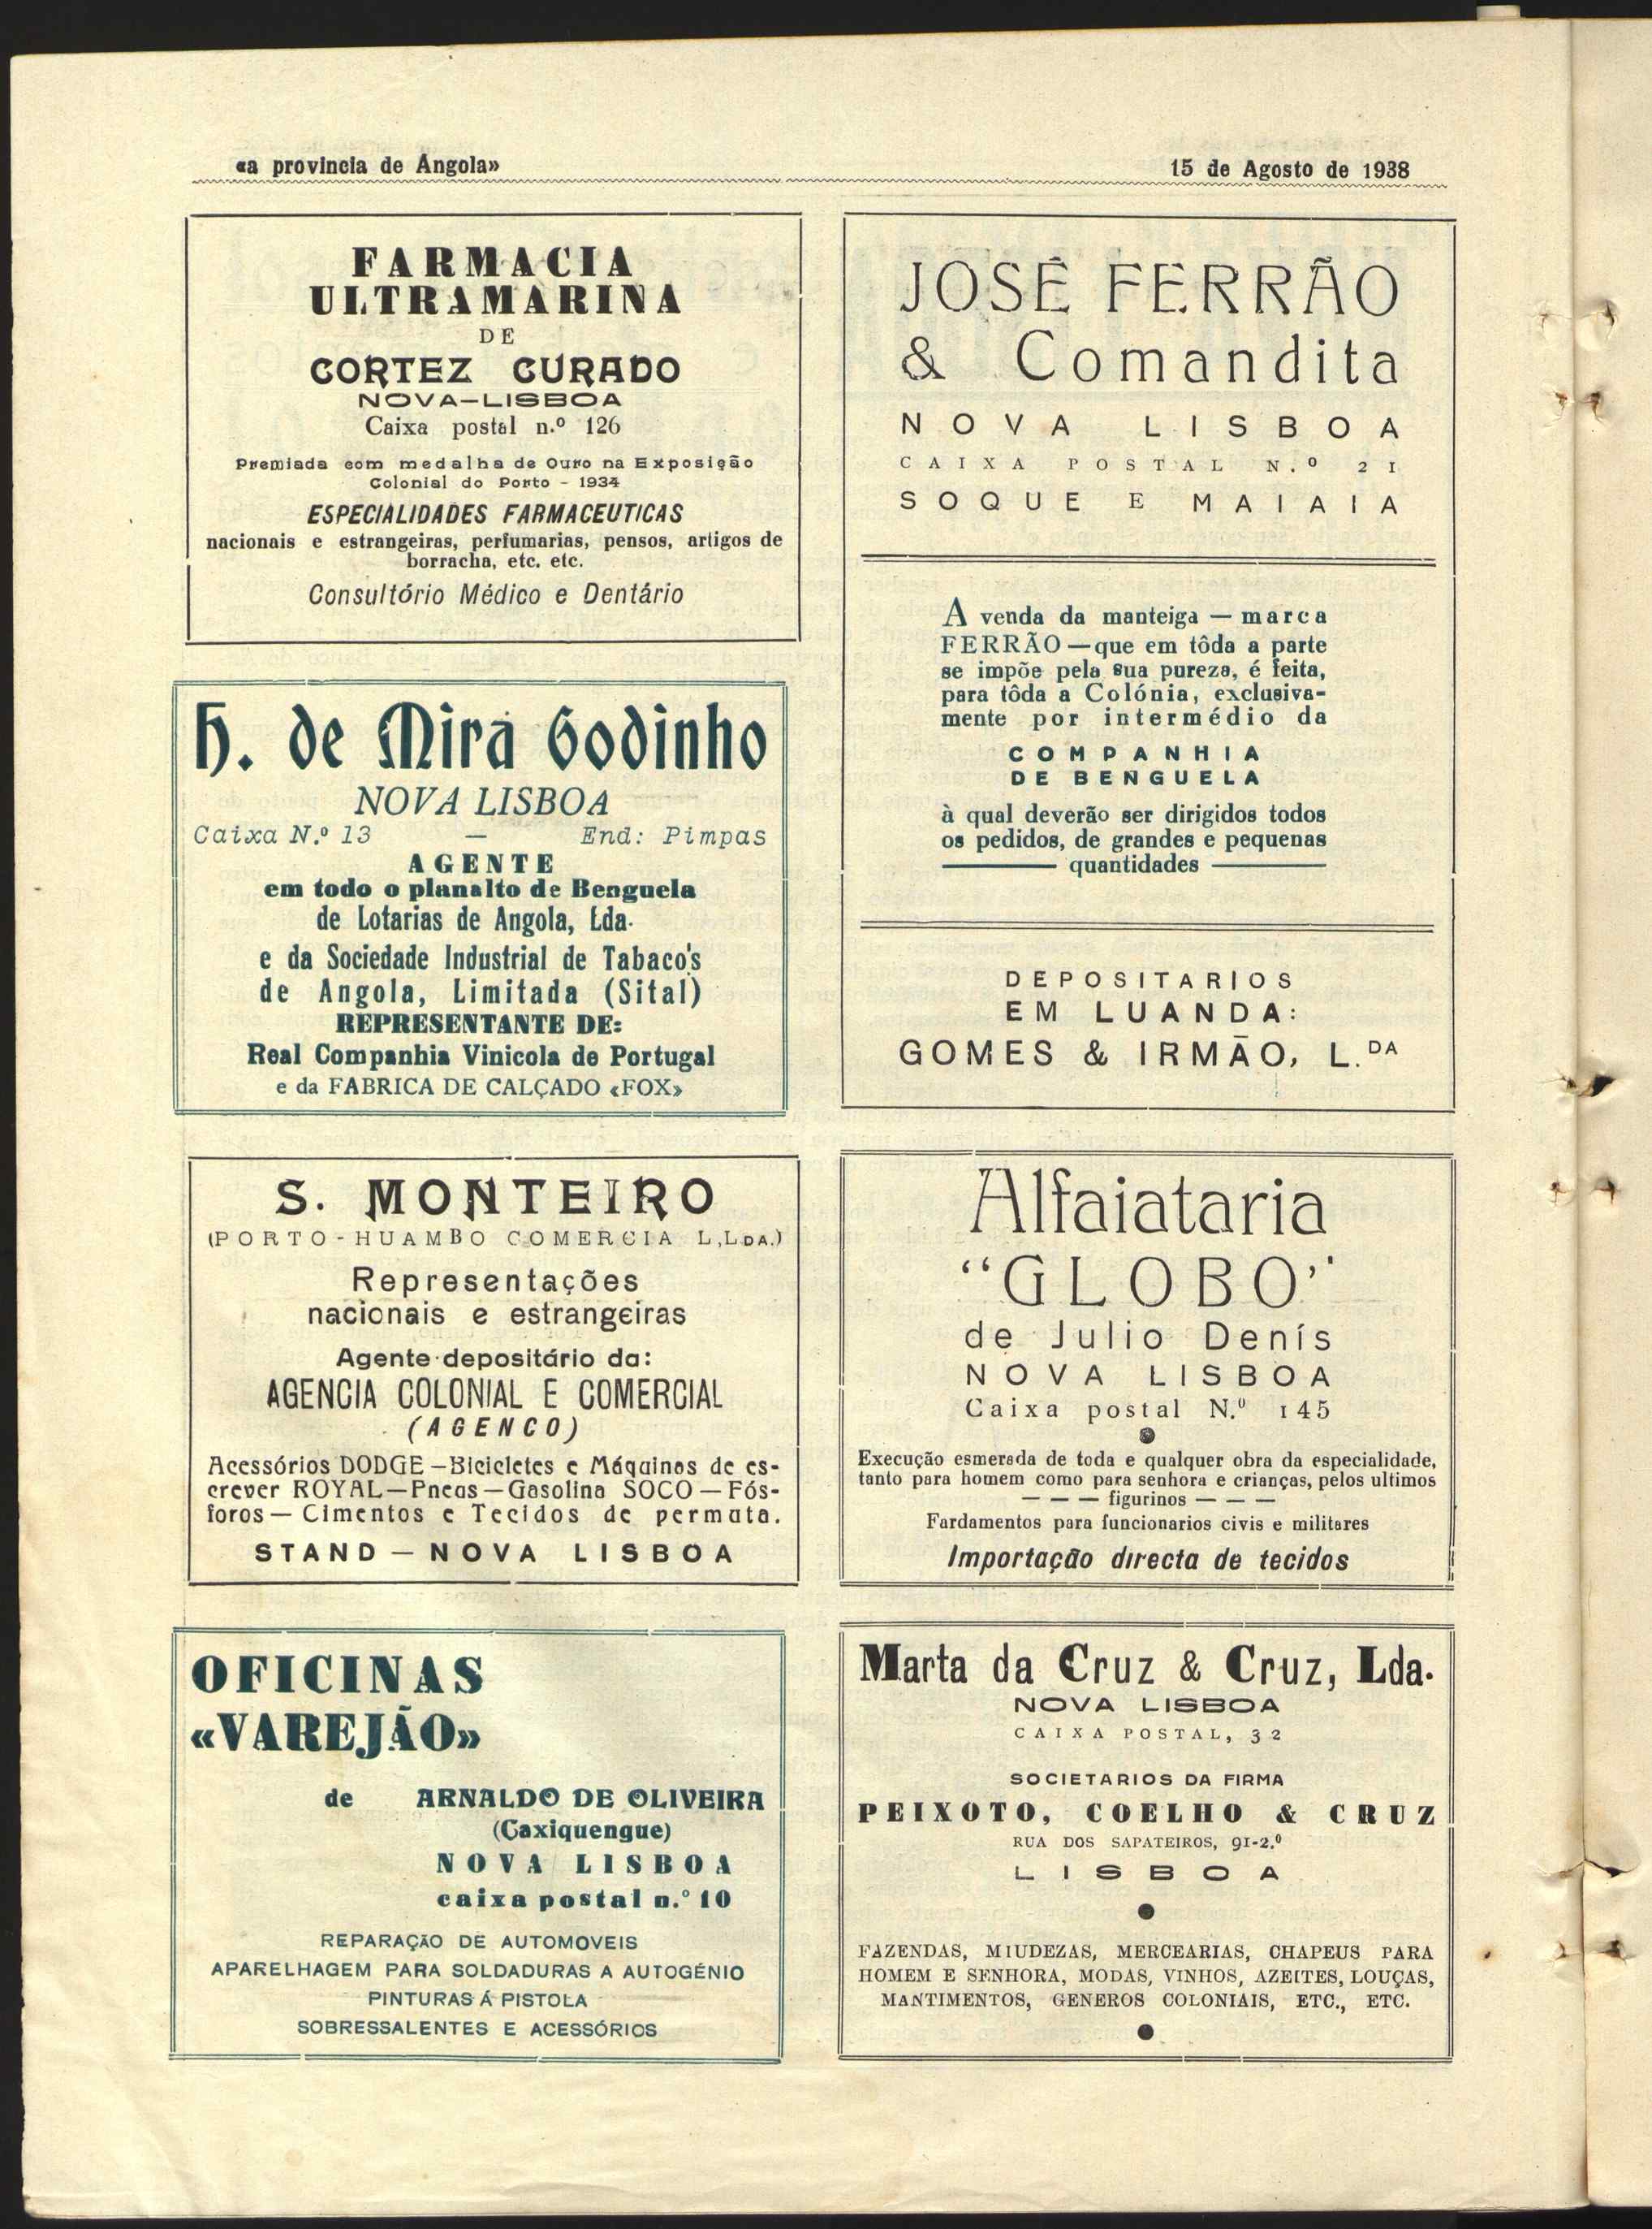 «a provincia de Angola»
15 de Agosto de 1938
FARMACIA
ULTRAMARINA
DE
CORTEZ CURADO
NOVA-LISBOA
Caixa postal n.º 126
Premiada com medalha de Ouro na Exposição
Colonial do Porto - 1934
ESPECIALIDADES FARMACEUTICAS
nacionais e estrangeiras, perfumarias, pensos, artigos de
borracha, etc. etc.
Consultório Médico e Dentário
H. de Mira Godinho
NOVA LISBOA
Caixa N.º 13 — End: Pimpas
AGENTE
em todo o planalto de Benguela
de Lotarias de Angola, Lda.
e da Sociedade Industrial de Tabaco's
de Angola, Limitada (Sital)
REPRESENTANTE DE:
Real Companhia Vinicola de Portugal
e da FABRICA DE CALÇADO «FOX»
S. MONTEIRO
(PORTO-HUAMBO COMERCIA L,LDA.)
Representações
nacionais e estrangeiras
Agente depositário da:
AGENCIA COLONIAL E COMERCIAL
(AGENCO)
Acessórios DODGE—Bicicletes e Máquinas de es-
crever ROYAL—Pneus—Gasolina SOCO—Fós-
foros— Cimentos e Tecidos de permuta.
STAND — NOVA LISBOA
OFICINAS
«VAREJÃO»
de ARNALDO DE OLIVEIRA
(Caxiquengue)
NOVA LISBOA
caixa postal n.º 10
REPARAÇÃO DE AUTOMOVEIS
APARELHAGEM PARA SOLDADURAS A AUTOGÉNIO
PINTURAS Á PISTOLA
SOBRESSALENTES E ACESSÓRIOS
JOSÉ FERRÃO
& Comandita
NOVA LISBOA
CAIXA POSTAL N.º 21
SOQUE E MAIAIA
A venda da manteiga — marca
FERRÃO—que em tôda a parte
se impõe pela sua pureza, é feita,
para tôda a Colónia, exclusiva-
mente por intermédio da
COMPANHIA
DE BENGUELA
à qual deverão ser dirigidos todos
os pedidos, de grandes e pequenas
quantidades
DEPOSITARIOS
EM LUANDA:
GOMES & IRMÃO, L.DA
Alfaiataria
"GLOBO"
de Julio Denís
NOVA LISBOA
Caixa postal N.º 145
Execução esmerada de toda e qualquer obra da especialidade,
tanto para homem como para senhora e crianças, pelos ultimos
— — — figurinos — — —
Fardamentos para funcionarios civis e militares
Importação directa de tecidos
Marta da Cruz & Cruz, Lda.
NOVA LISBOA
CAIXA POSTAL, 32
SOCIETARIOS DA FIRMA
PEIXOTO, COELHO & CRUZ
RUA DOS SAPATEIROS, 91-2.º
LISBOA
FAZENDAS, MIUDEZAS, MERCEARIAS, CHAPEUS PARA
HOMEM E SENHORA, MODAS, VINHOS, AZEITES, LOUÇAS,
MANTIMENTOS, GENEROS COLONIAIS, ETC., ETC.